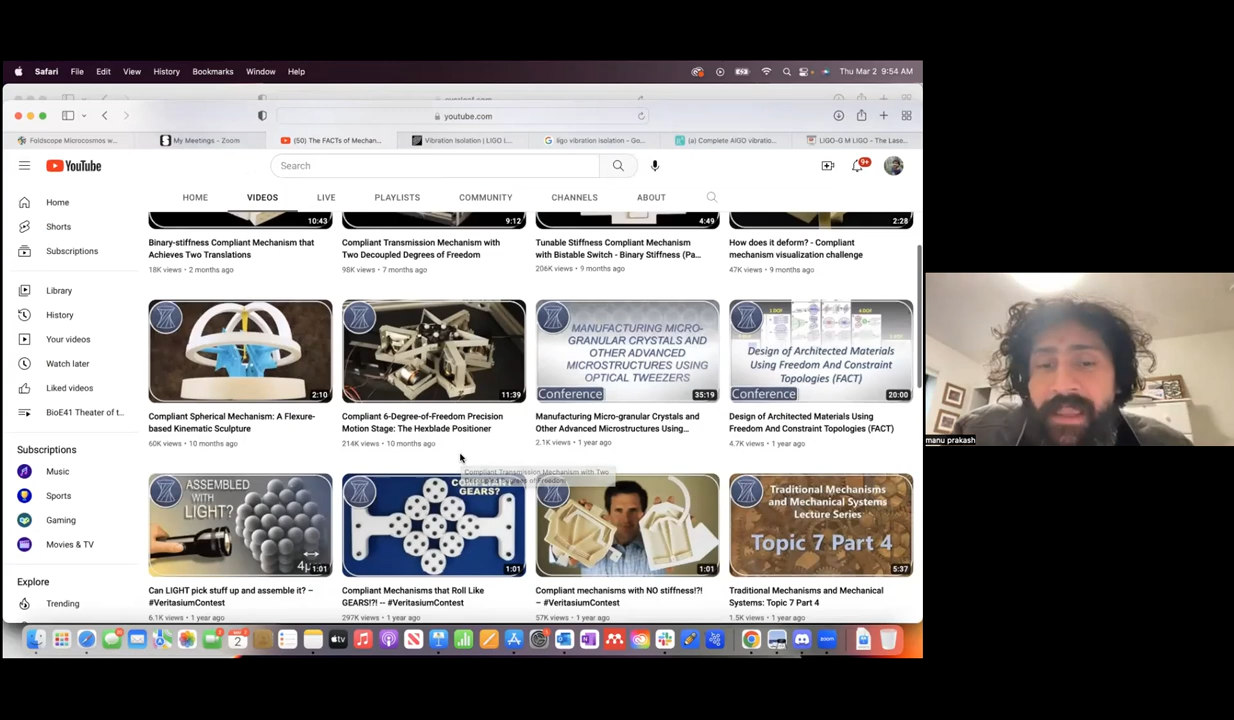 Safari File Edit View History Bookmarks Window Help Thu Mar 2 9:54 AM
youtube.com
Foldscope Microcosmos w... My Meetings - Zoom (50) The FACTs of Mechan... Vibration Isolation | LIGO L... ligo vibration isolation - Go... (a) Complete AIGO vibratio... LIGO-G M LIGO – The Lase...
YouTube Search 9+
HOME VIDEOS LIVE PLAYLISTS COMMUNITY CHANNELS ABOUT
Home
Shorts
Subscriptions
Library
History
Your videos
Watch later
Liked videos
BioE41 Theater of t...
Subscriptions
Music
Sports
Gaming
Movies & TV
Explore
Trending
10:43 9:12 4:49 2:28
Binary-stiffness Compliant Mechanism that
Achieves Two Translations
18K views • 2 months ago
Compliant Transmission Mechanism with
Two Decoupled Degrees of Freedom
98K views • 7 months ago
Tunable Stiffness Compliant Mechanism
with Bistable Switch - Binary Stiffness (Pa...
206K views • 9 months ago
How does it deform? - Compliant
mechanism visualization challenge
47K views • 9 months ago
2:10
Compliant Spherical Mechanism: A Flexure-
based Kinematic Sculpture
60K views • 10 months ago
11:39
Compliant 6-Degree-of-Freedom Precision
Motion Stage: The Hexblade Positioner
214K views • 10 months ago
MANUFACTURING MICRO-
GRANULAR CRYSTALS AND
OTHER ADVANCED
MICROSTRUCTURES USING
OPTICAL TWEEZERS
Conference 35:19
Manufacturing Micro-granular Crystals and
Other Advanced Microstructures Using...
2.1K views • 1 year ago
Design of Architected Materials
Using Freedom And Constraint
Topologies (FACT)
Conference 20:00
Design of Architected Materials Using
Freedom And Constraint Topologies (FACT)
4.7K views • 1 year ago
Compliant Transmission Mechanism with Two
ASSEMBLED
WITH
LIGHT?
4µ 1:01
Can LIGHT pick stuff up and assemble it? –
#VeritasiumContest
6.1K views • 1 year ago
GEARS?!
1:01
Compliant Mechanisms that Roll Like
GEARS!?! -- #VeritasiumContest
297K views • 1 year ago
1:01
Compliant mechanisms with NO stiffness!?!
– #VeritasiumContest
57K views • 1 year ago
Traditional Mechanisms
and Mechanical Systems
Lecture Series
Topic 7 Part 4
5:37
Traditional Mechanisms and Mechanical
Systems: Topic 7 Part 4
1.5K views • 1 year ago
manu prakash